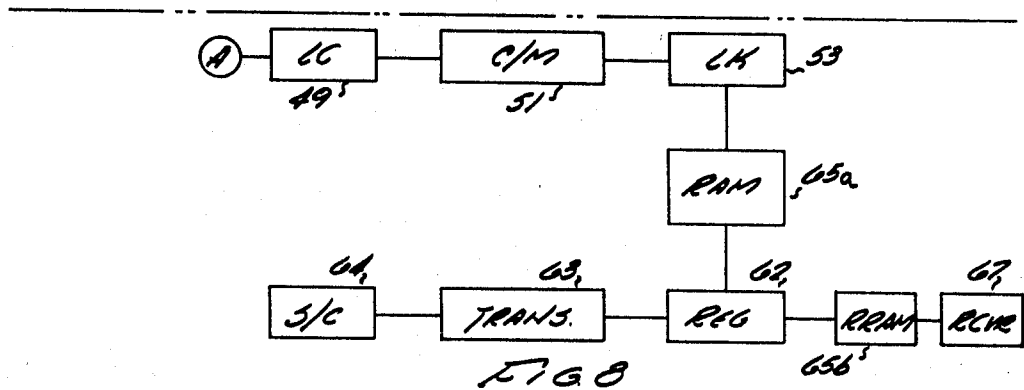 A LC C/M LK 53
49 51
RAM 65a
64 63 62 67
S/C TRANS. REG RRAM RCVR
65b
FIG 8